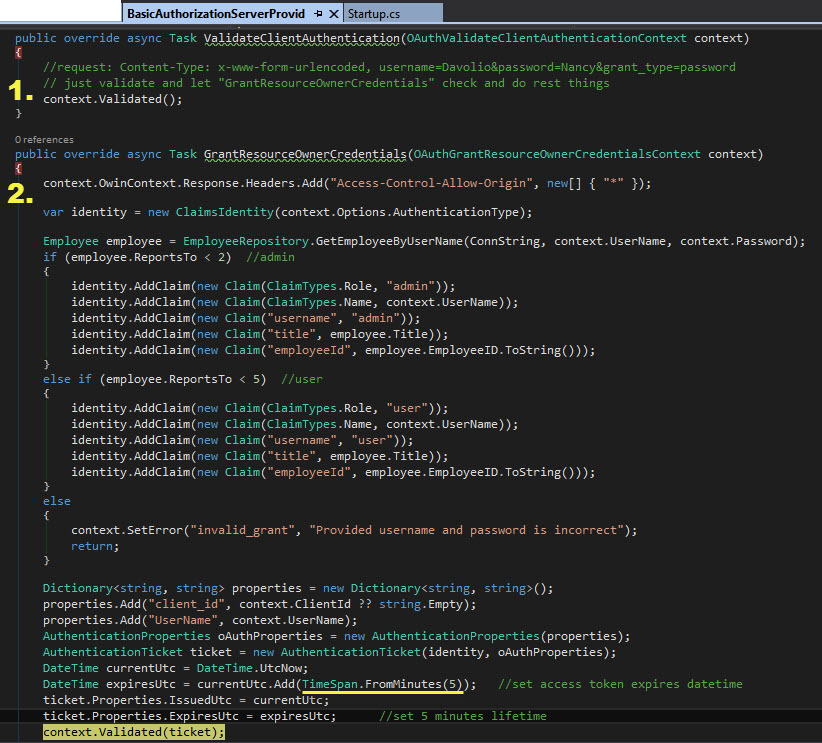 BasicAuthorizationServerProvid Startup.cs
public override async Task ValidateClientAuthentication(OAuthValidateClientAuthenticationContext context)
{
//request: Content-Type: x-www-form-urlencoded, username=Davolio&password=Nancy&grant_type=password
1. // just validate and let "GrantResourceOwnerCredentials" check and do rest things
context.Validated();
}
0 references
public override async Task GrantResourceOwnerCredentials(OAuthGrantResourceOwnerCredentialsContext context)
{
2. context.OwinContext.Response.Headers.Add("Access-Control-Allow-Origin", new[] { "*" });
var identity = new ClaimsIdentity(context.Options.AuthenticationType);
Employee employee = EmployeeRepository.GetEmployeeByUserName(ConnString, context.UserName, context.Password);
if (employee.ReportsTo < 2) //admin
{
identity.AddClaim(new Claim(ClaimTypes.Role, "admin"));
identity.AddClaim(new Claim(ClaimTypes.Name, context.UserName));
identity.AddClaim(new Claim("username", "admin"));
identity.AddClaim(new Claim("title", employee.Title));
identity.AddClaim(new Claim("employeeId", employee.EmployeeID.ToString()));
}
else if (employee.ReportsTo < 5) //user
{
identity.AddClaim(new Claim(ClaimTypes.Role, "user"));
identity.AddClaim(new Claim(ClaimTypes.Name, context.UserName));
identity.AddClaim(new Claim("username", "user"));
identity.AddClaim(new Claim("title", employee.Title));
identity.AddClaim(new Claim("employeeId", employee.EmployeeID.ToString()));
}
else
{
context.SetError("invalid_grant", "Provided username and password is incorrect");
return;
}
Dictionary<string, string> properties = new Dictionary<string, string>();
properties.Add("client_id", context.ClientId ?? string.Empty);
properties.Add("UserName", context.UserName);
AuthenticationProperties oAuthProperties = new AuthenticationProperties(properties);
AuthenticationTicket ticket = new AuthenticationTicket(identity, oAuthProperties);
DateTime currentUtc = DateTime.UtcNow;
DateTime expiresUtc = currentUtc.Add(TimeSpan.FromMinutes(5)); //set access token expires datetime
ticket.Properties.IssuedUtc = currentUtc;
ticket.Properties.ExpiresUtc = expiresUtc; //set 5 minutes lifetime
context.Validated(ticket);